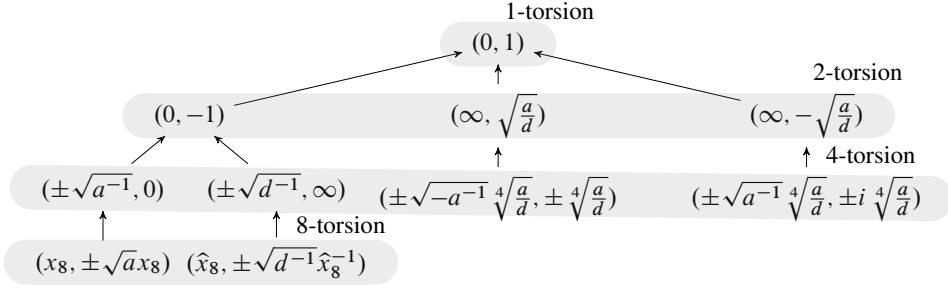 1-torsion
(0, 1)
2-torsion
(0, −1) (∞, √(a/d)) (∞, −√(a/d))
4-torsion
(±√(a⁻¹), 0) (±√(d⁻¹), ∞) (±√(−a⁻¹) ∜(a/d), ± ∜(a/d)) (±√(a⁻¹) ∜(a/d), ±i ∜(a/d))
8-torsion
(x₈, ±√a x₈) (x̂₈, ±√(d⁻¹) x̂₈⁻¹)